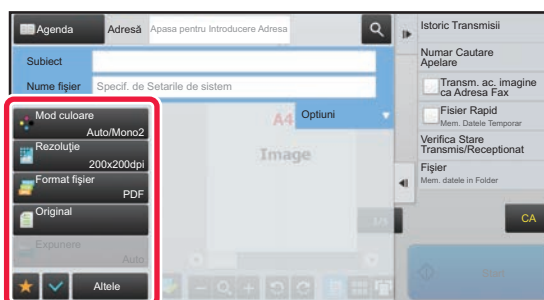 Agenda
Adresă
Apasa pentru Introducere Adresa
Subiect
Nume fişier
Specif. de Setarile de sistem
Mod culoare
Auto/Mono2
Rezoluţie
200x200dpi
Format fişier
PDF
Original
Expunere
Auto
Altele
A4
Optiuni
Image
1/5
Istoric Transmisii
Numar Cautare
Apelare
Transm. ac. imagine
ca Adresa Fax
Fisier Rapid
Mem. Datele Temporar
Verifica Stare
Transmis/Receptionat
Fişier
Mem. datele in Folder
CA
Start